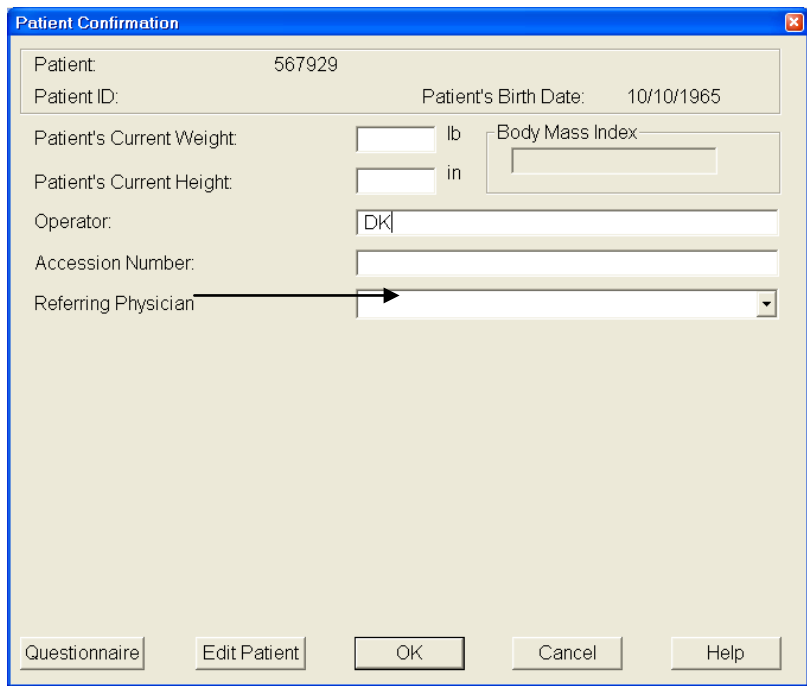 Patient Confirmation
Patient: 567929
Patient ID: Patient's Birth Date: 10/10/1965
Patient's Current Weight: lb Body Mass Index
Patient's Current Height: in
Operator: DK
Accession Number:
Referring Physician
Questionnaire Edit Patient OK Cancel Help